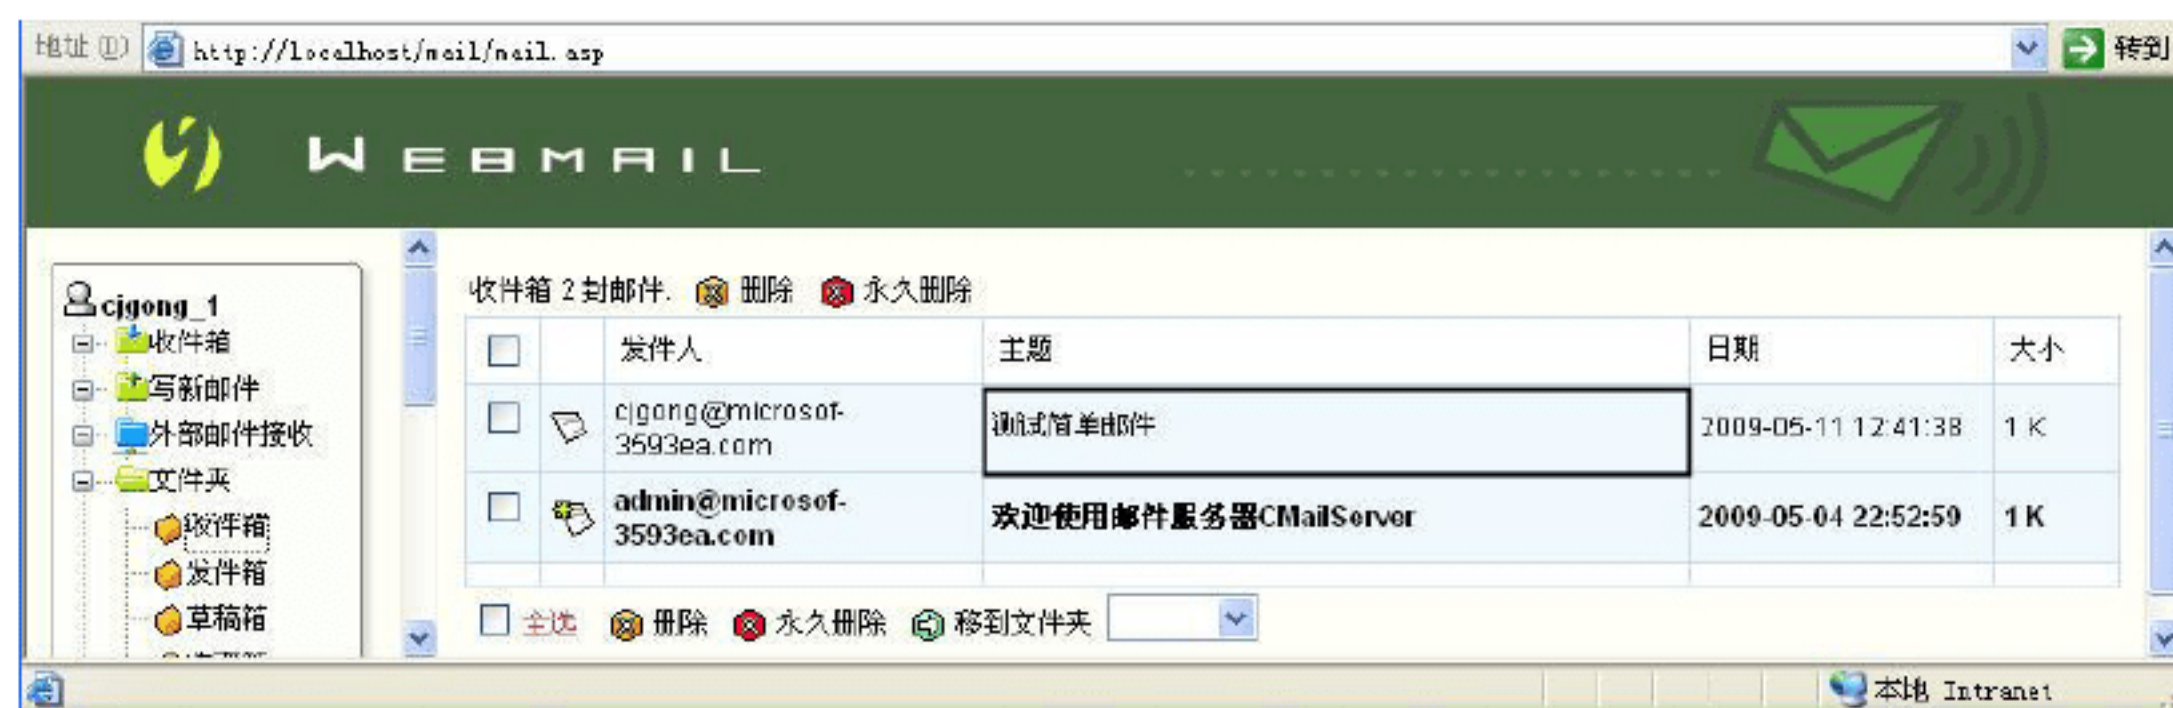 地址(D) http://localhost/mail/mail.asp 转到
WEBMAIL
cjgong_1
收件箱
写新邮件
外部邮件接收
文件夹
收件箱
发件箱
草稿箱
收件箱 2 封邮件. 删除 永久删除
发件人 主题 日期 大小
cjgong@microsof-3593ea.com 测试简单邮件 2009-05-11 12:41:38 1 K
admin@microsof-3593ea.com 欢迎使用邮件服务器CMailServer 2009-05-04 22:52:59 1 K
全选 删除 永久删除 移到文件夹
本地 Intranet